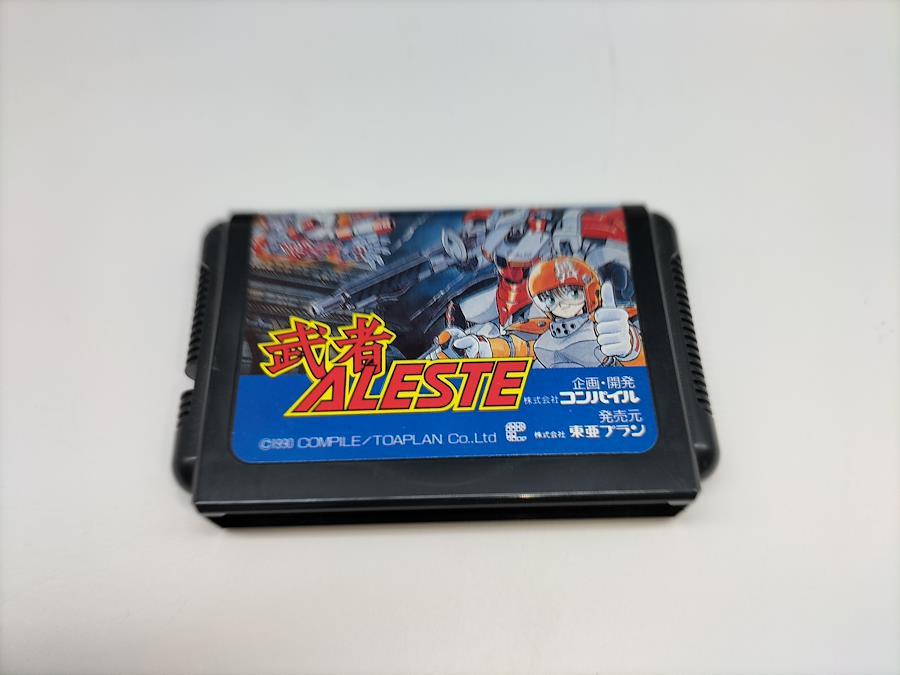 武者
ALESTE
企画・開発
株式会社 コンパイル
発売元
株式会社 東亜プラン
©1990 COMPILE/TOAPLAN Co.,Ltd